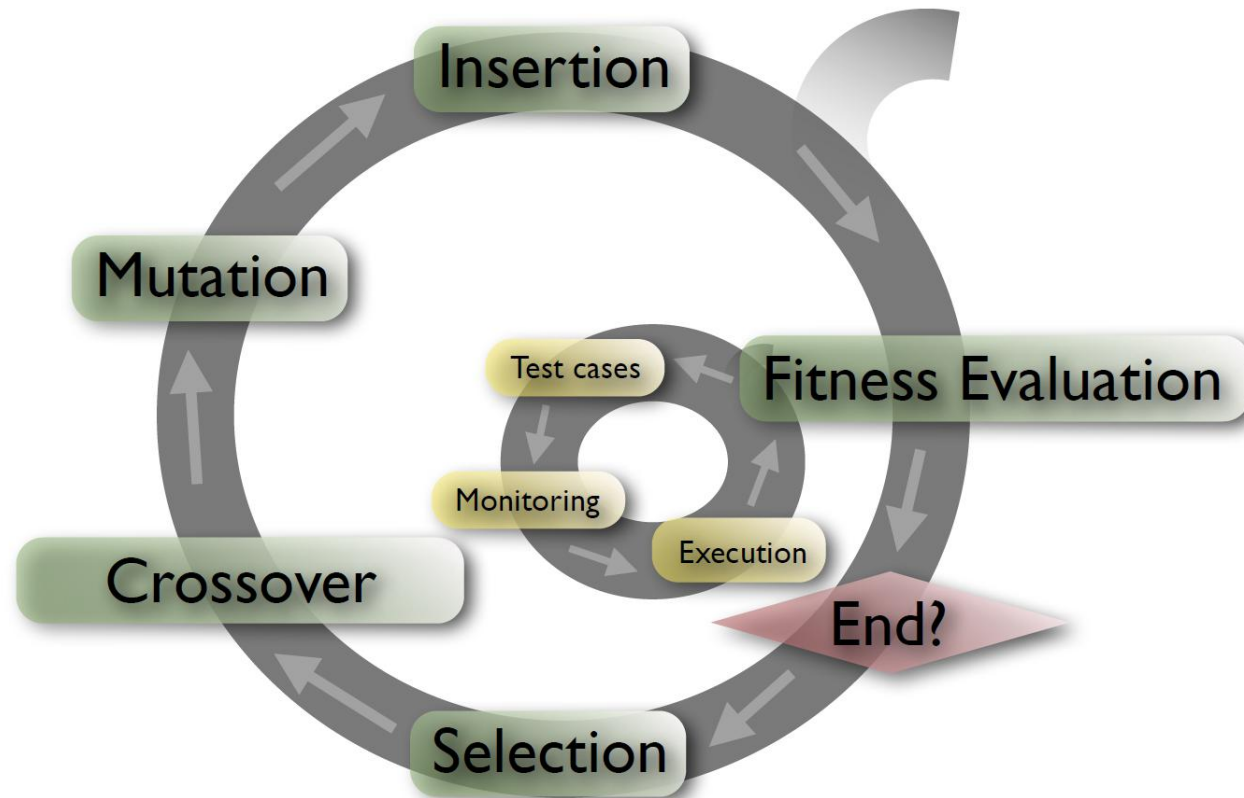 Insertion
Mutation
Test cases
Fitness Evaluation
Monitoring
Execution
Crossover
End?
Selection